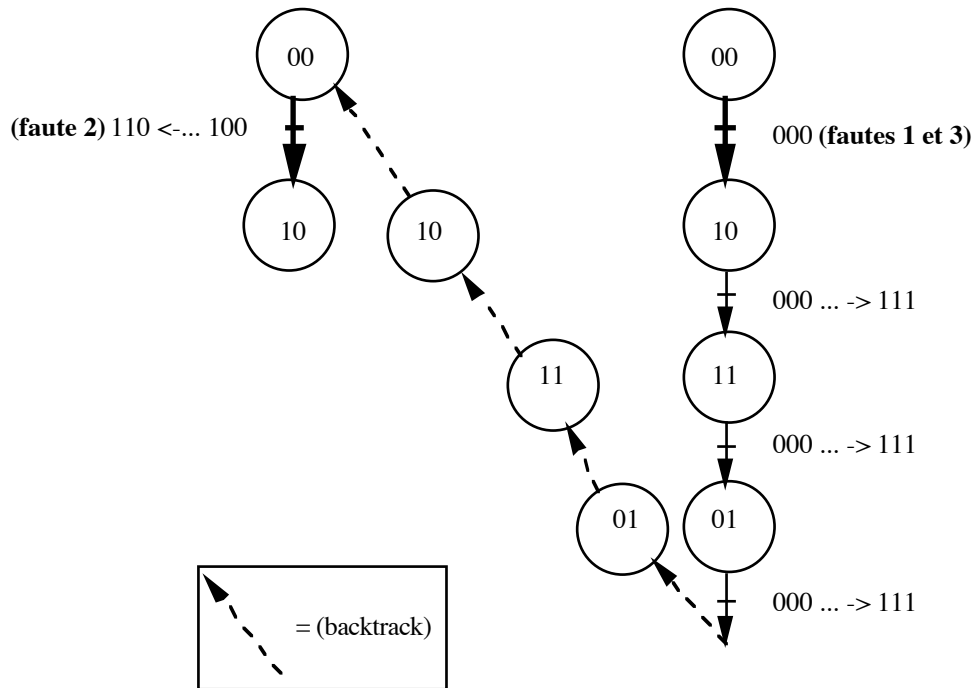 00
00
(faute 2) 110 <-... 100
000 (fautes 1 et 3)
10
10
10
000 ... -> 111
11
11
000 ... -> 111
01
01
000 ... -> 111
= (backtrack)